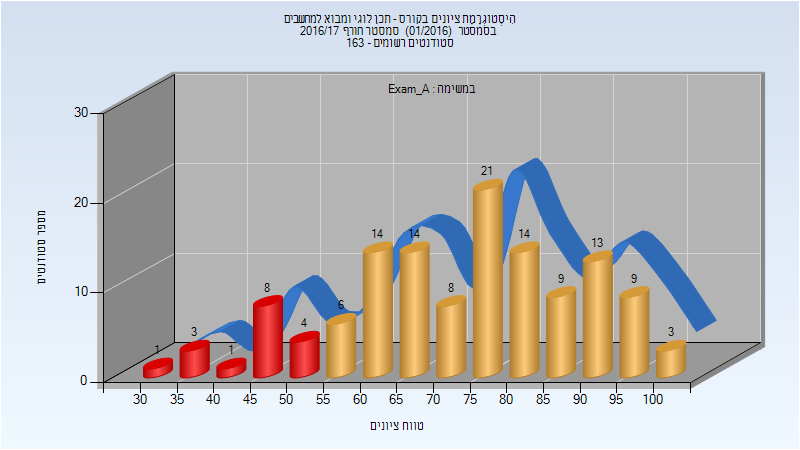 היסטוגרמת ציונים בקורס - תכן לוגי ומבוא למחשבים
בסמסטר (01/2016) סמסטר חורף 2016/17
סטודנטים רשומים - 163
במשימה : Exam_A
30
20
10
0
מספר סטודנטים
1
3
1
8
4
6
14
14
8
21
14
9
13
9
3
30 35 40 45 50 55 60 65 70 75 80 85 90 95 100
טווח ציונים